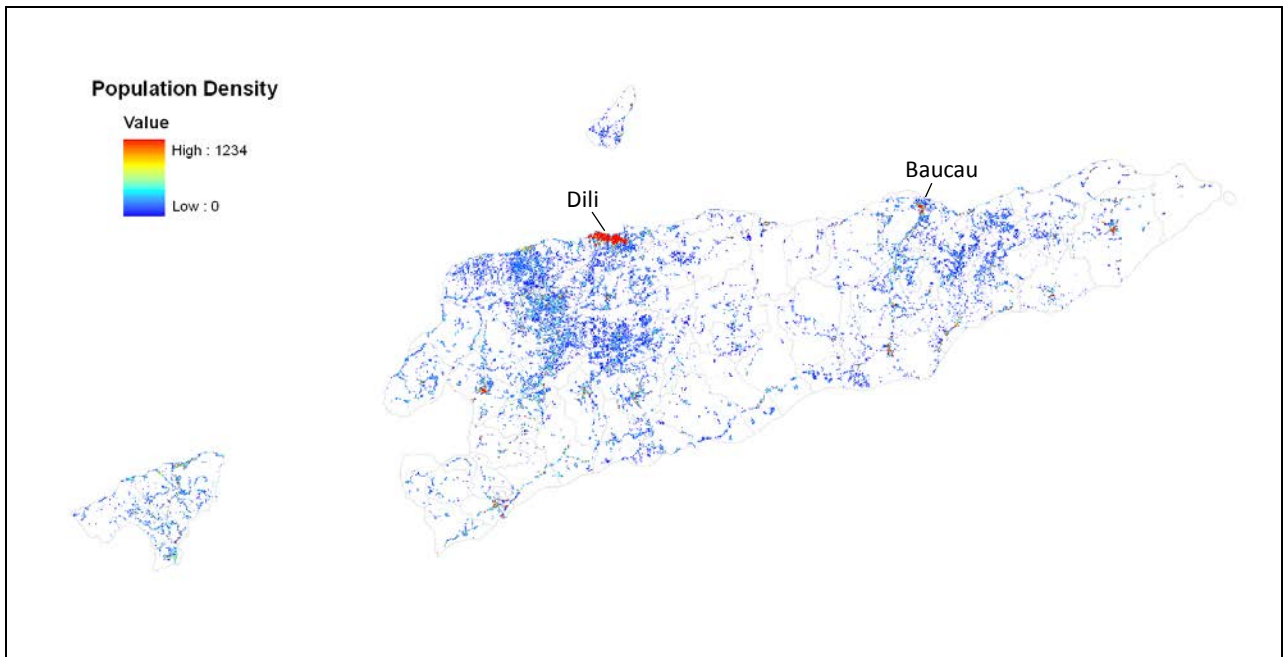 Population Density
Value
High : 1234
Low : 0
Dili
Baucau